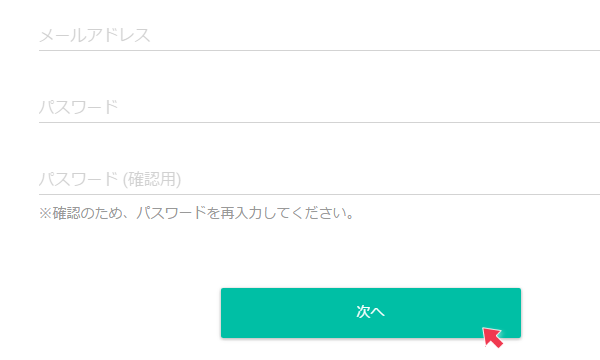 メールアドレス
パスワード
パスワード (確認用)
※確認のため、パスワードを再入力してください。
次へ